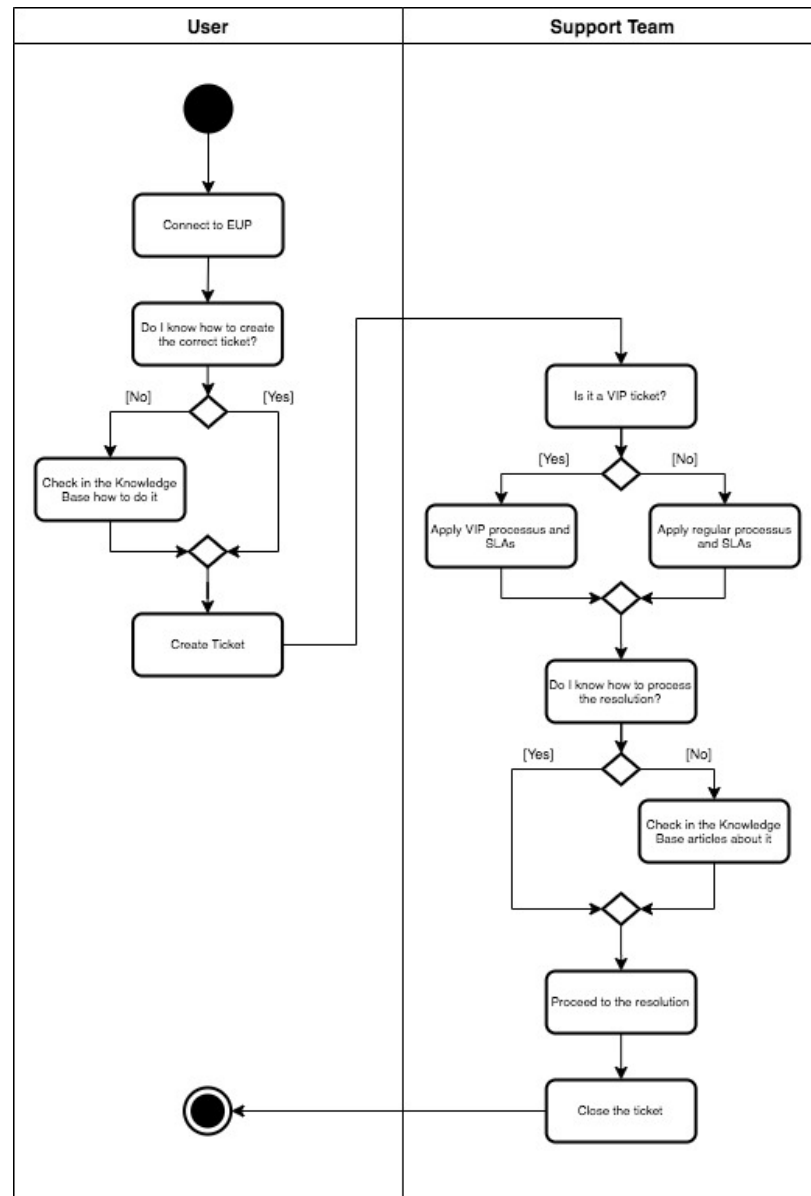 User
Support Team
Connect to EUP
Do I know how to create
the correct ticket?
[No]
[Yes]
Check in the Knowledge
Base how to do it
Create Ticket
Is it a VIP ticket?
[Yes]
[No]
Apply VIP processus and
SLAs
Apply regular processus
and SLAs
Do I know how to process
the resolution?
[Yes]
[No]
Check in the Knowledge
Base articles about it
Proceed to the resolution
Close the ticket